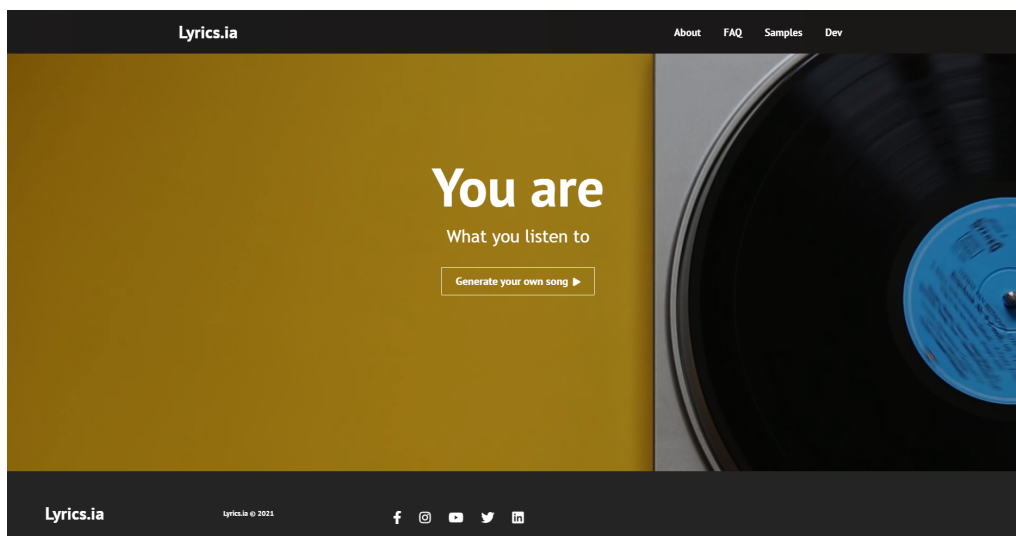 Lyrics.ia
About FAQ Samples Dev
You are
What you listen to
Generate your own song
Lyrics.ia
Lyrics.ia © 2021